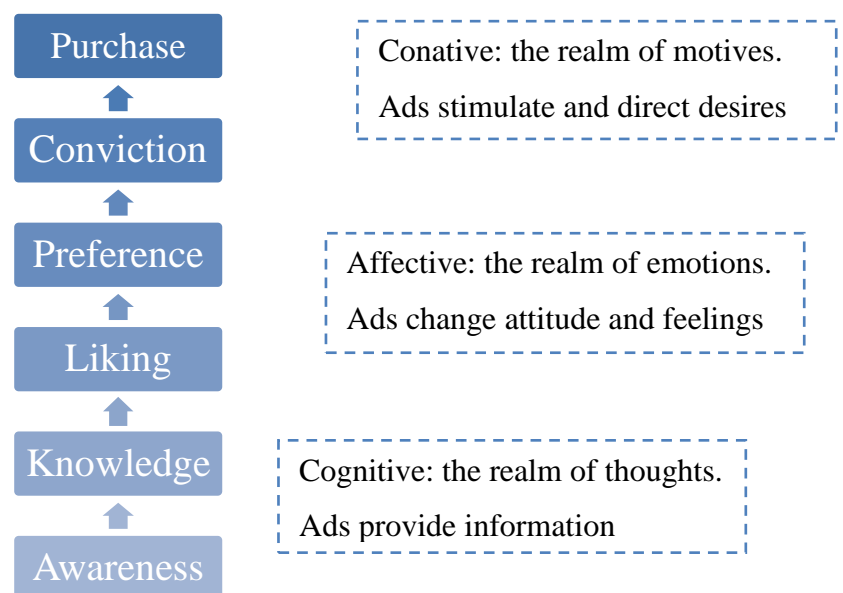 Purchase
Conative: the realm of motives.
Ads stimulate and direct desires
Conviction
Preference
Affective: the realm of emotions.
Ads change attitude and feelings
Liking
Knowledge
Cognitive: the realm of thoughts.
Ads provide information
Awareness